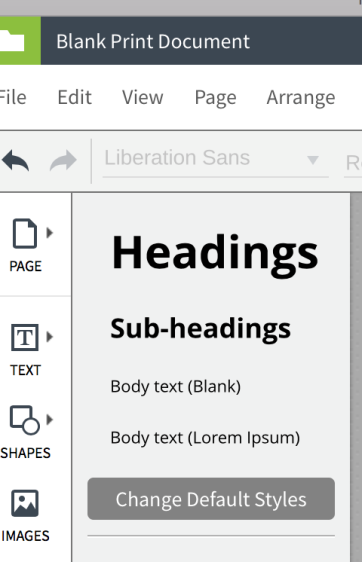 Blank Print Document
File Edit View Page Arrange
Liberation Sans
PAGE
Headings
Sub-headings
TEXT
Body text (Blank)
SHAPES
Body text (Lorem Ipsum)
Change Default Styles
IMAGES